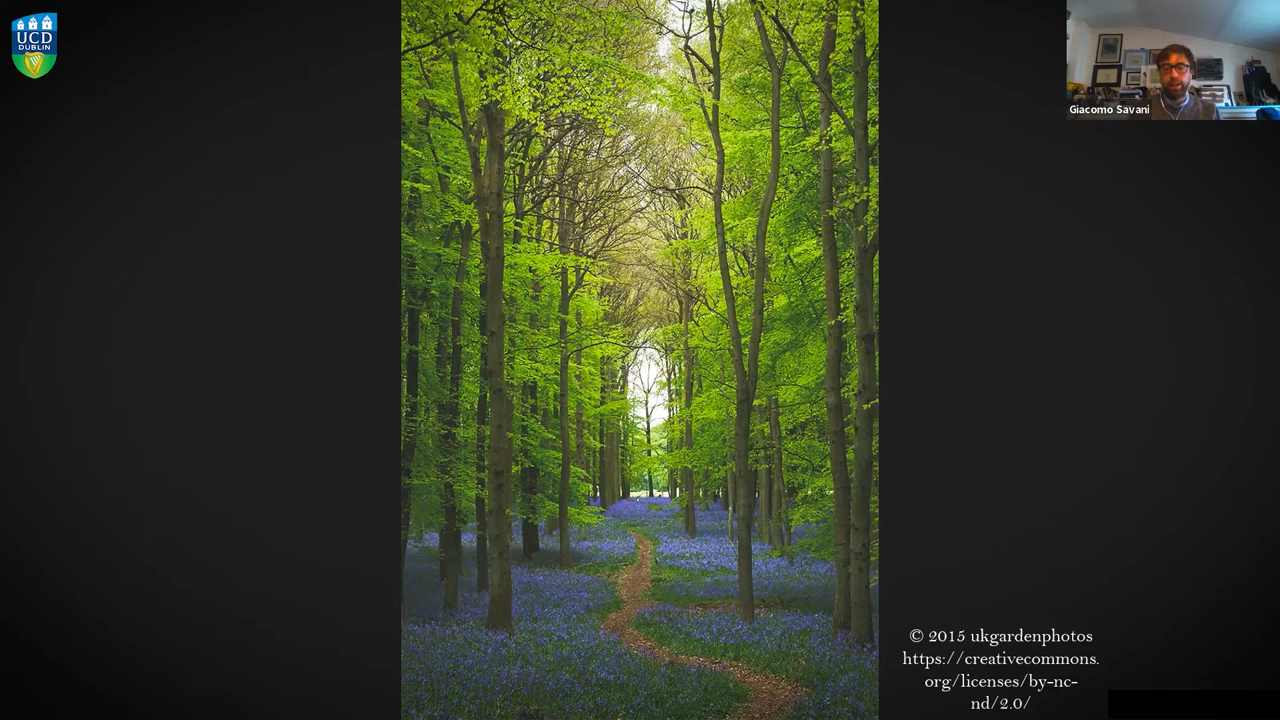 UCD
DUBLIN
Giacomo Savani
© 2015 ukgardenphotos
https://creativecommons.
org/licenses/by-nc-
nd/2.0/